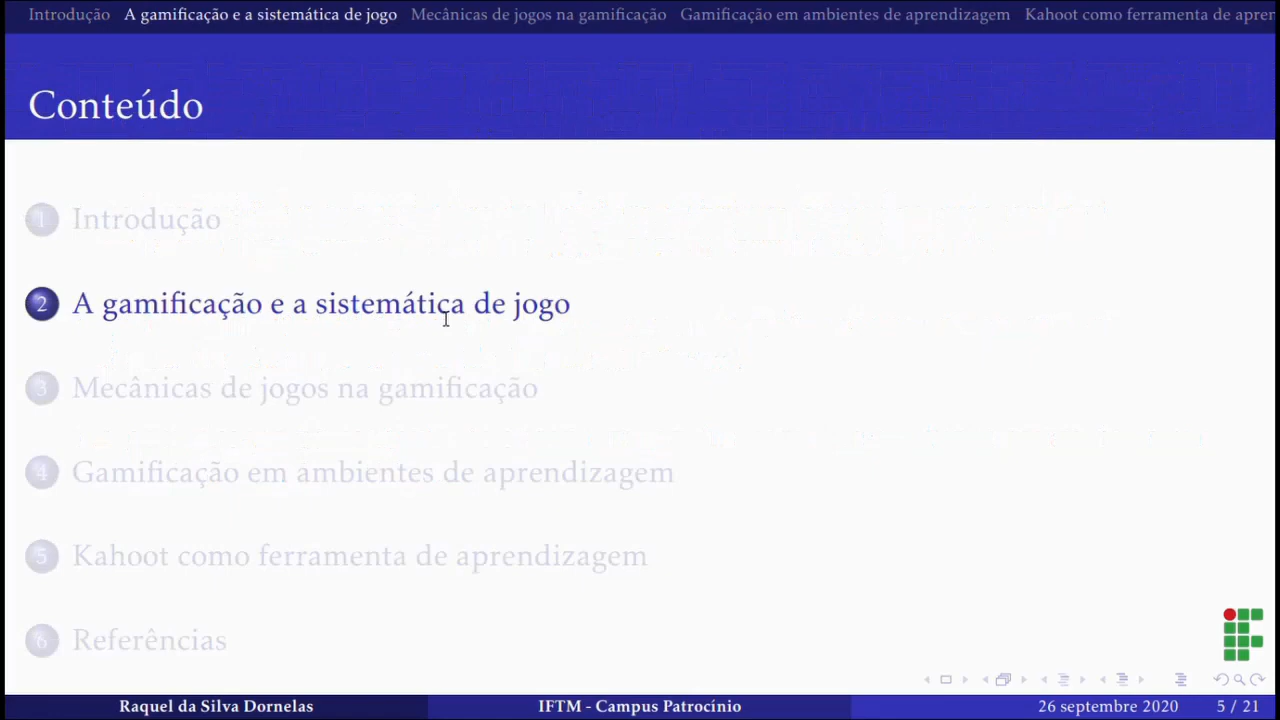 Introdução A gamificação e a sistemática de jogo Mecânicas de jogos na gamificação Gamificação em ambientes de aprendizagem Kahoot como ferramenta de apren
Conteúdo
1 Introdução
2 A gamificação e a sistemática de jogo
3 Mecânicas de jogos na gamificação
4 Gamificação em ambientes de aprendizagem
5 Kahoot como ferramenta de aprendizagem
6 Referências
Raquel da Silva Dornelas IFTM - Campus Patrocínio 26 septembre 2020 5 / 21